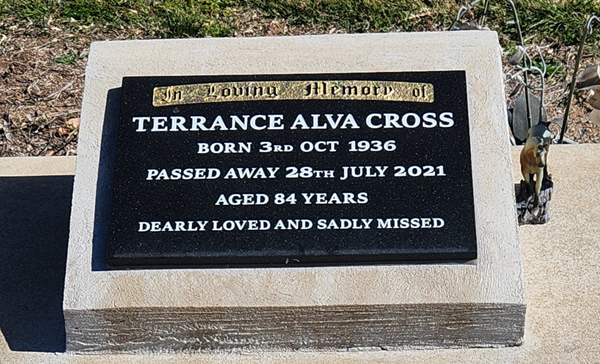 In Loving Memory of
TERRANCE ALVA CROSS
BORN 3RD OCT 1936
PASSED AWAY 28TH JULY 2021
AGED 84 YEARS
DEARLY LOVED AND SADLY MISSED